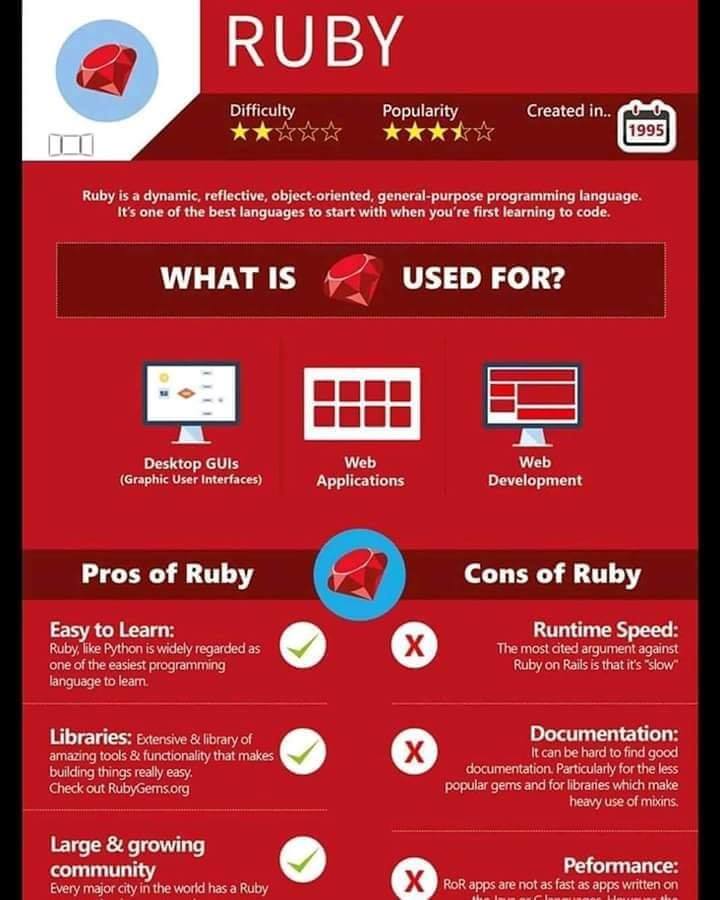 RUBY
Difficulty
Popularity
Created in..
1995
Ruby is a dynamic, reflective, object-oriented, general-purpose programming language.
It's one of the best languages to start with when you're first learning to code.
WHAT IS USED FOR?
Desktop GUIs
(Graphic User Interfaces)
Web
Applications
Web
Development
Pros of Ruby
Cons of Ruby
Easy to Learn:
Ruby, like Python is widely regarded as
one of the easiest programming
language to learn.
Runtime Speed:
The most cited argument against
Ruby on Rails is that it's "slow"
Libraries: Extensive & library of
amazing tools & functionality that makes
building things really easy.
Check out RubyGems.org
Documentation:
It can be hard to find good
documentation. Particularly for the less
popular gems and for libraries which make
heavy use of mixins.
Large & growing
community
Every major city in the world has a Ruby
Peformance:
RoR apps are not as fast as apps written on